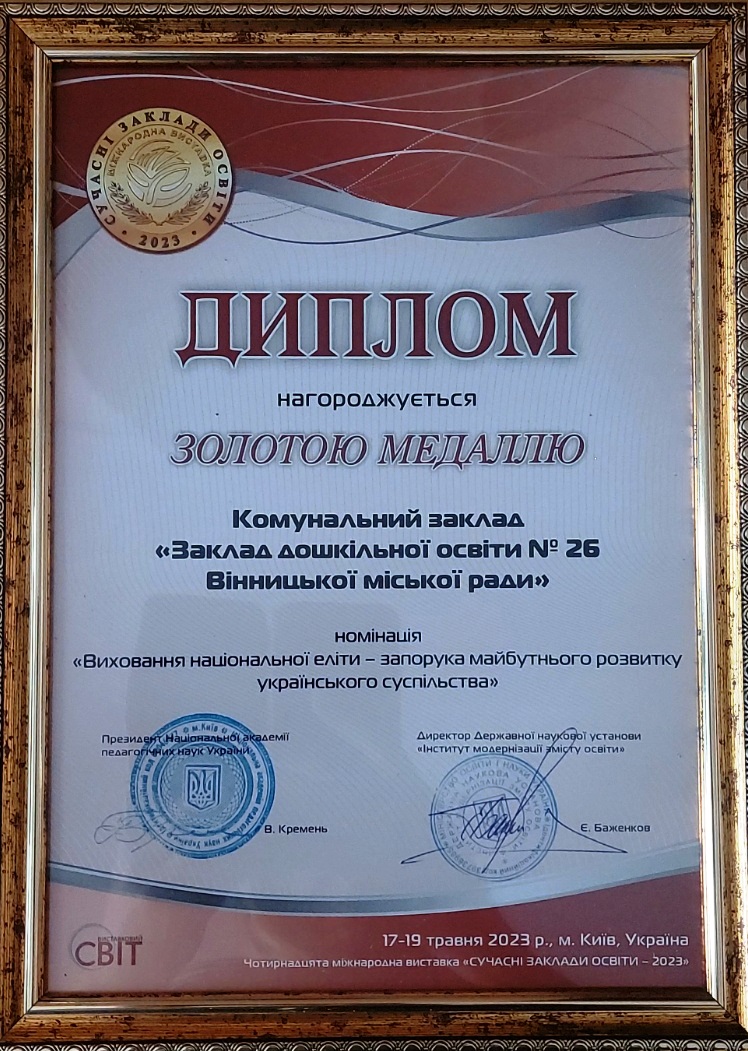 СУЧАСНІ ЗАКЛАДИ ОСВІТИ
МІЖНАРОДНА ВИСТАВКА
• 2023 •
ДИПЛОМ
нагороджується
ЗОЛОТОЮ МЕДАЛЛЮ
Комунальний заклад
«Заклад дошкільної освіти № 26
Вінницької міської ради»
номінація
«Виховання національної еліти – запорука майбутнього розвитку
українського суспільства»
Президент Національної академії
педагогічних наук України
В. Кремень
Директор Державної наукової установи
«Інститут модернізації змісту освіти»
Є. Баженков
ВИСТАВКОВИЙ
СВІТ
17-19 травня 2023 р., м. Київ, Україна
Чотирнадцята міжнародна виставка «СУЧАСНІ ЗАКЛАДИ ОСВІТИ – 2023»